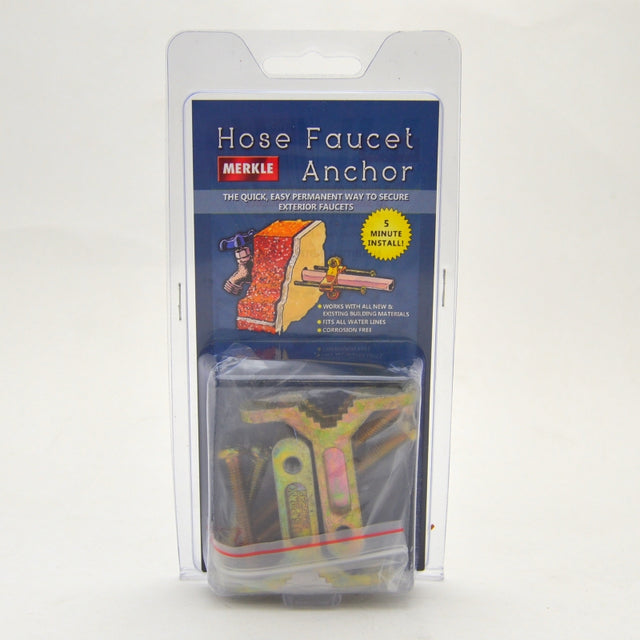 Hose Faucet
MERKLE Anchor
THE QUICK, EASY PERMANENT WAY TO SECURE
EXTERIOR FAUCETS
5
MINUTE
INSTALL!
WORKS WITH ALL NEW &
EXISTING BUILDING MATERIALS
FITS ALL WATER LINES
CORROSION FREE